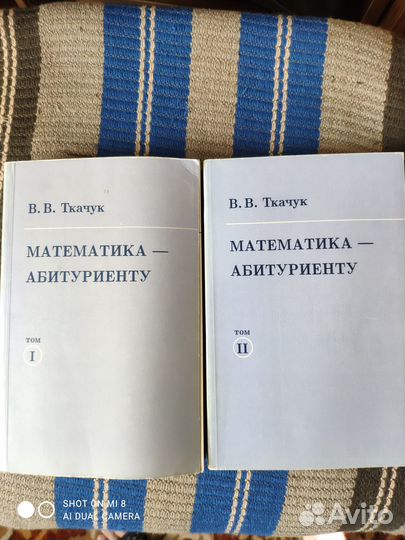 В. В. Ткачук
МАТЕМАТИКА —
АБИТУРИЕНТУ
ТОМ
I
В. В. Ткачук
МАТЕМАТИКА —
АБИТУРИЕНТУ
ТОМ
II
SHOT ON MI 8
AI DUAL CAMERA
Avito